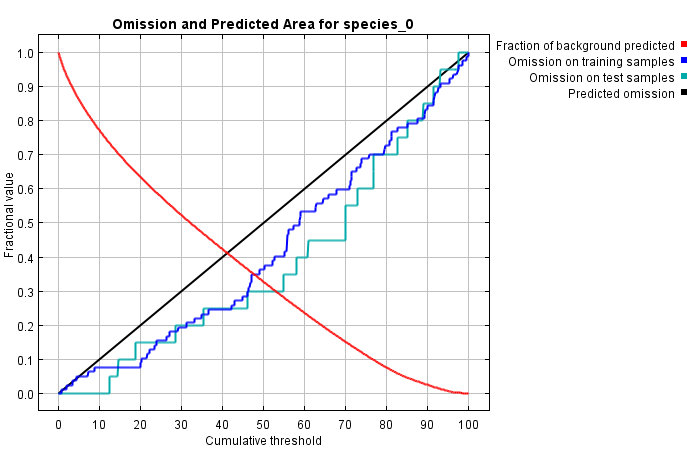 Omission and Predicted Area for species_0
Fraction of background predicted
Omission on training samples
Omission on test samples
Predicted omission
Fractional value
1.0
0.9
0.8
0.7
0.6
0.5
0.4
0.3
0.2
0.1
0.0
0 10 20 30 40 50 60 70 80 90 100
Cumulative threshold